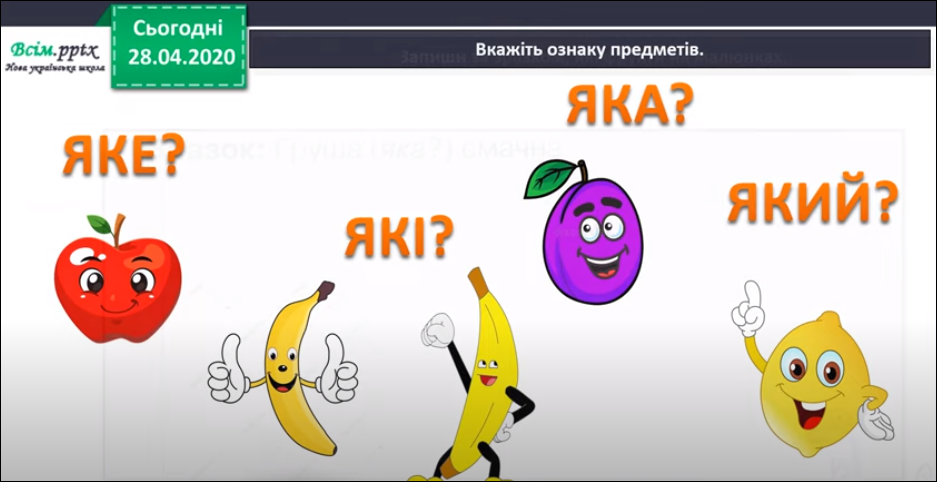 Всім.pptx
Нова українська школа
Сьогодні
28.04.2020
Вкажіть ознаку предметів.
ЯКЕ?
ЯКІ?
ЯКА?
ЯКИЙ?